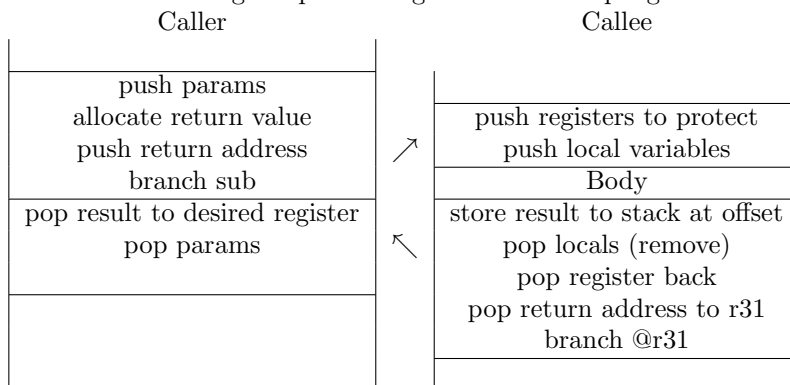 Caller
Callee
push params
allocate return value
push return address
branch sub
pop result to desired register
pop params
push registers to protect
push local variables
Body
store result to stack at offset
pop locals (remove)
pop register back
pop return address to r31
branch @r31